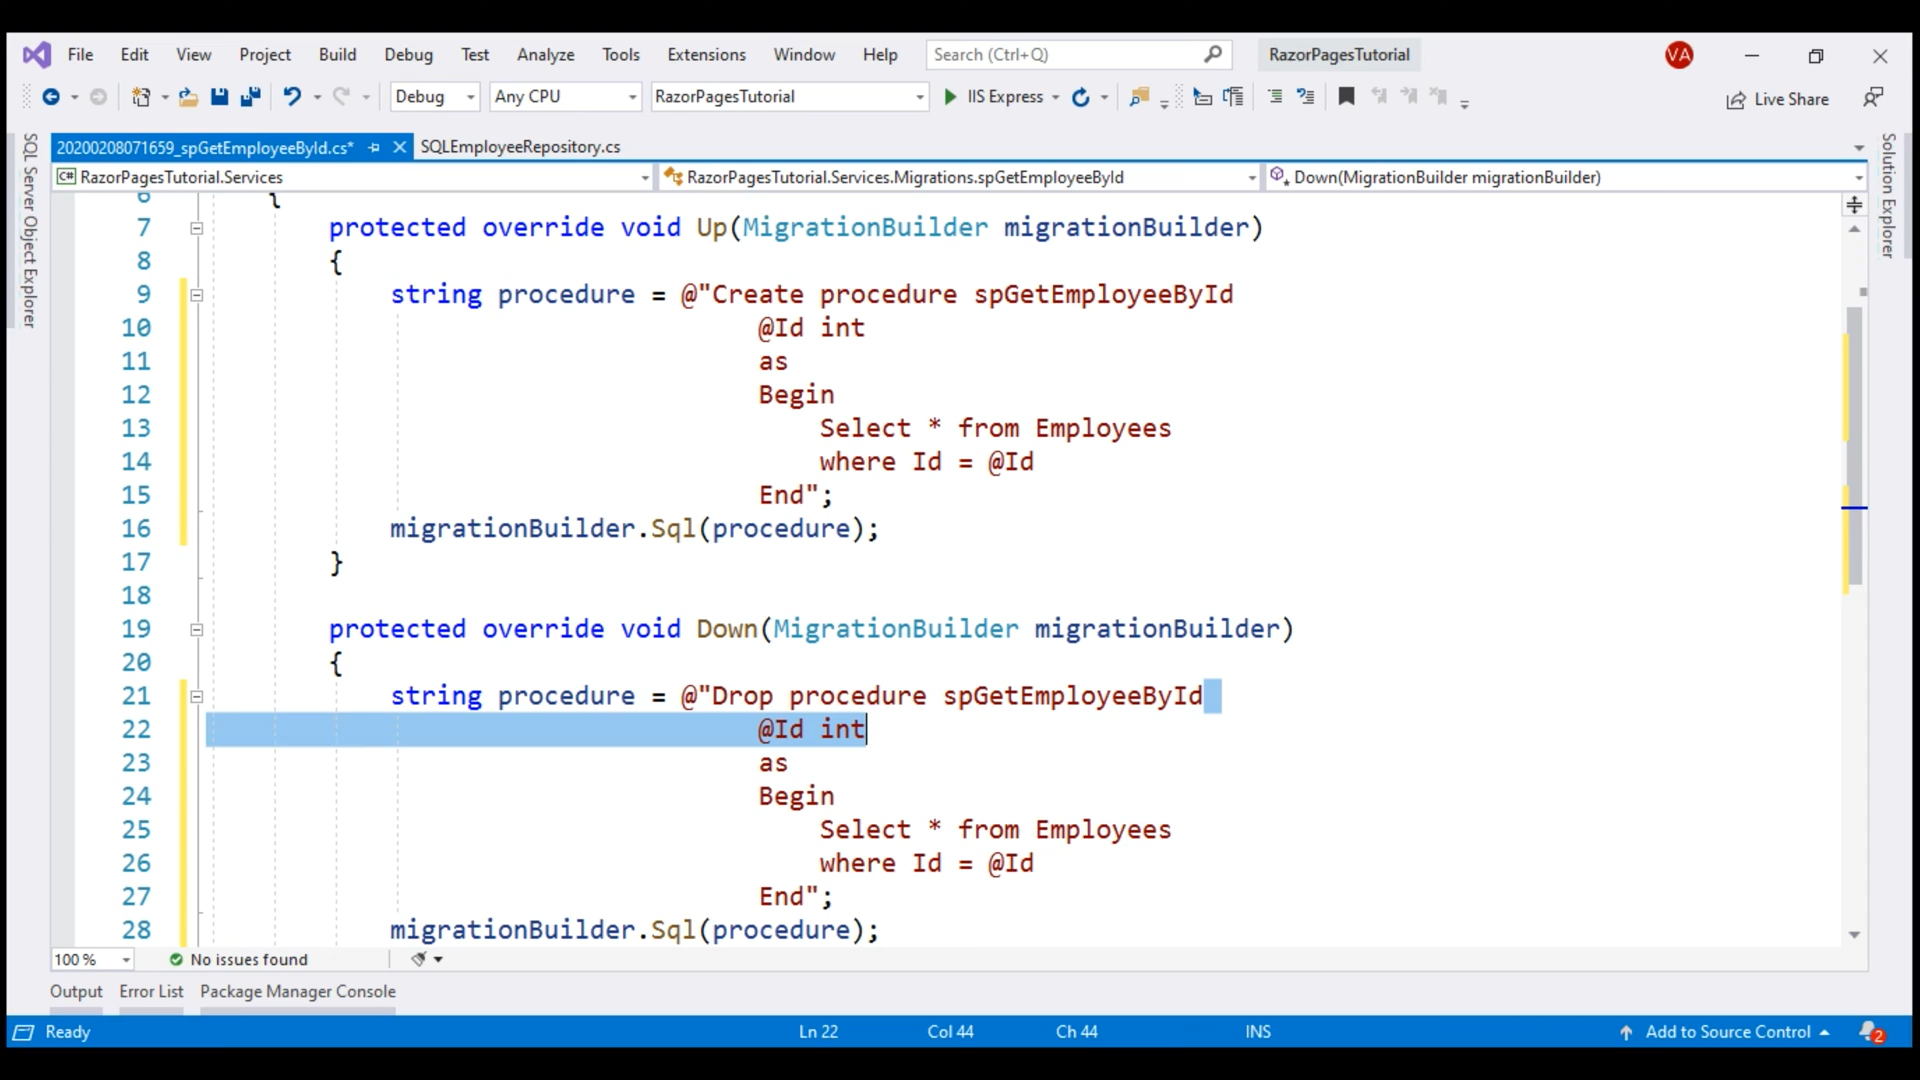 File Edit View Project Build Debug Test Analyze Tools Extensions Window Help Search (Ctrl+Q) RazorPagesTutorial VA
Debug Any CPU RazorPagesTutorial IIS Express Live Share
20200208071659_spGetEmployeeById.cs* SQLEmployeeRepository.cs
C# RazorPagesTutorial.Services RazorPagesTutorial.Services.Migrations.spGetEmployeeById Down(MigrationBuilder migrationBuilder)
SQL Server Object Explorer
Solution Explorer
6 {
7 protected override void Up(MigrationBuilder migrationBuilder)
8 {
9 string procedure = @"Create procedure spGetEmployeeById
10 @Id int
11 as
12 Begin
13 Select * from Employees
14 where Id = @Id
15 End";
16 migrationBuilder.Sql(procedure);
17 }
18
19 protected override void Down(MigrationBuilder migrationBuilder)
20 {
21 string procedure = @"Drop procedure spGetEmployeeById
22 @Id int
23 as
24 Begin
25 Select * from Employees
26 where Id = @Id
27 End";
28 migrationBuilder.Sql(procedure);
100 % No issues found
Output Error List Package Manager Console
Ready Ln 22 Col 44 Ch 44 INS Add to Source Control 2